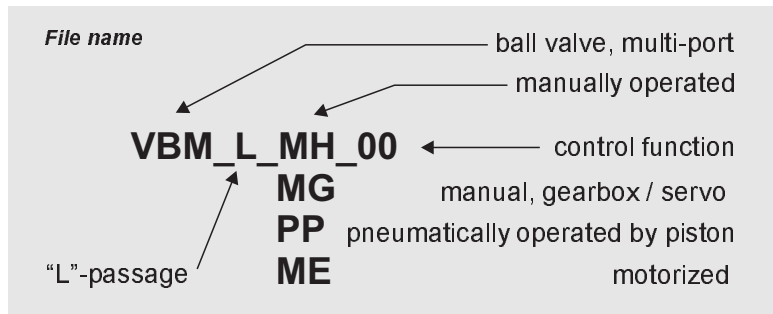 File name
ball valve, multi-port
manually operated
VBM_L_MH_00 control function
MG manual, gearbox / servo
PP pneumatically operated by piston
“L”-passage ME motorized